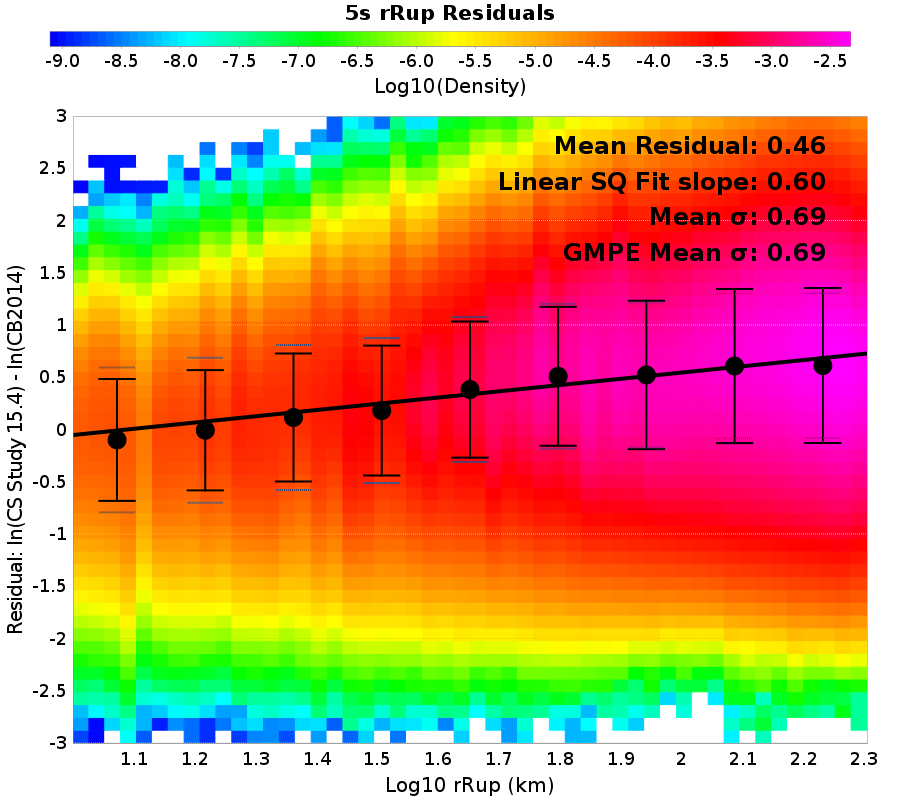 5s rRup Residuals
-9.0 -8.5 -8.0 -7.5 -7.0 -6.5 -6.0 -5.5 -5.0 -4.5 -4.0 -3.5 -3.0 -2.5
Log10(Density)
Mean Residual: 0.46
Linear SQ Fit slope: 0.60
Mean σ: 0.69
GMPE Mean σ: 0.69
Residual: ln(CS Study 15.4) - ln(CB2014)
3
2.5
2
1.5
1
0.5
0
-0.5
-1
-1.5
-2
-2.5
-3
1.1 1.2 1.3 1.4 1.5 1.6 1.7 1.8 1.9 2 2.1 2.2 2.3
Log10 rRup (km)